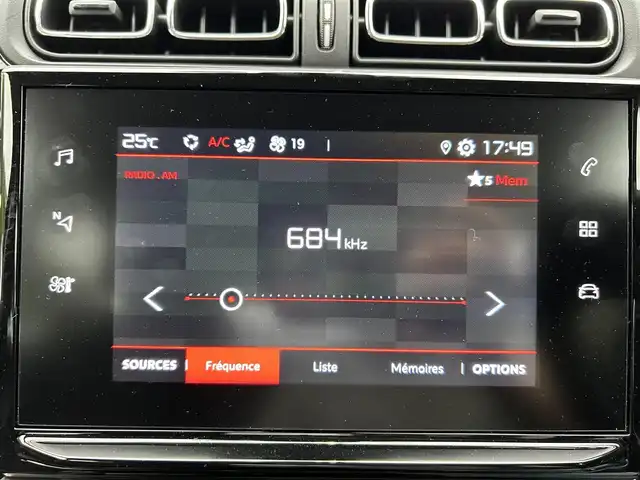 25°C A/C 19 | 17:49
RADIO . AM
5 Mem
N
684 kHz
SOURCES Fréquence Liste Mémoires OPTIONS